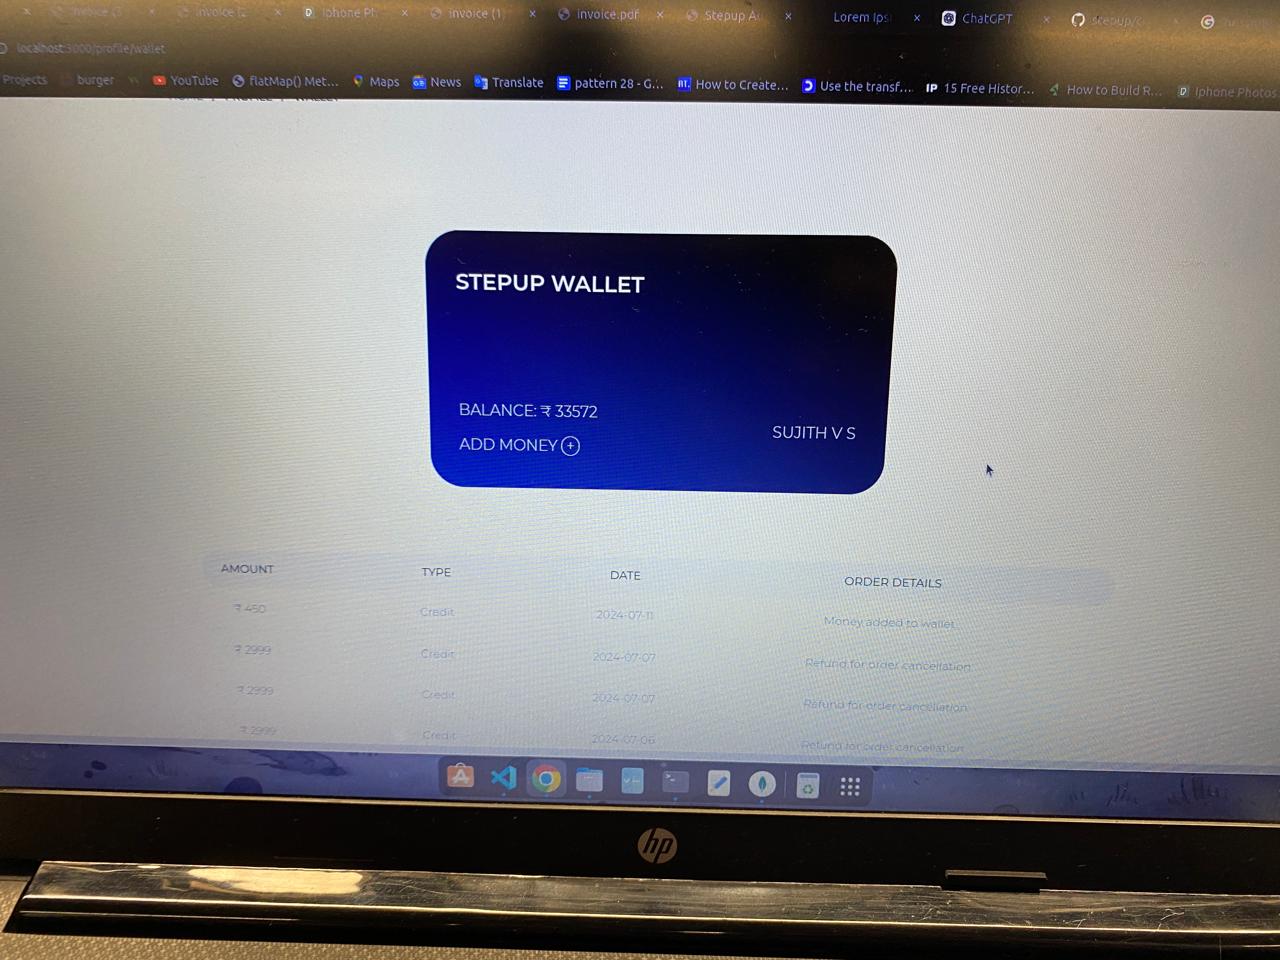 invoice (3
invoice (2
Iphone Ph
invoice (1)
invoice.pdf
Stepup Au
Lorem Ips
ChatGPT
stepup/c
localhost:3000/profile/wallet
Projects
burger
YouTube
flatMap() Met...
Maps
News
Translate
pattern 28 - G...
How to Create...
Use the transf...
IP 15 Free Histor...
How to Build R...
Iphone Photos
STEPUP WALLET
BALANCE: ₹ 33572
ADD MONEY +
SUJITH V S
AMOUNT TYPE DATE ORDER DETAILS
₹ 450 Credit 2024-07-11 Money added to wallet
₹ 2999 Credit 2024-07-07 Refund for order cancellation
₹ 2999 Credit 2024-07-07 Refund for order cancellation
₹ 2999 Credit 2024-07-06 Refund for order cancellation
hp